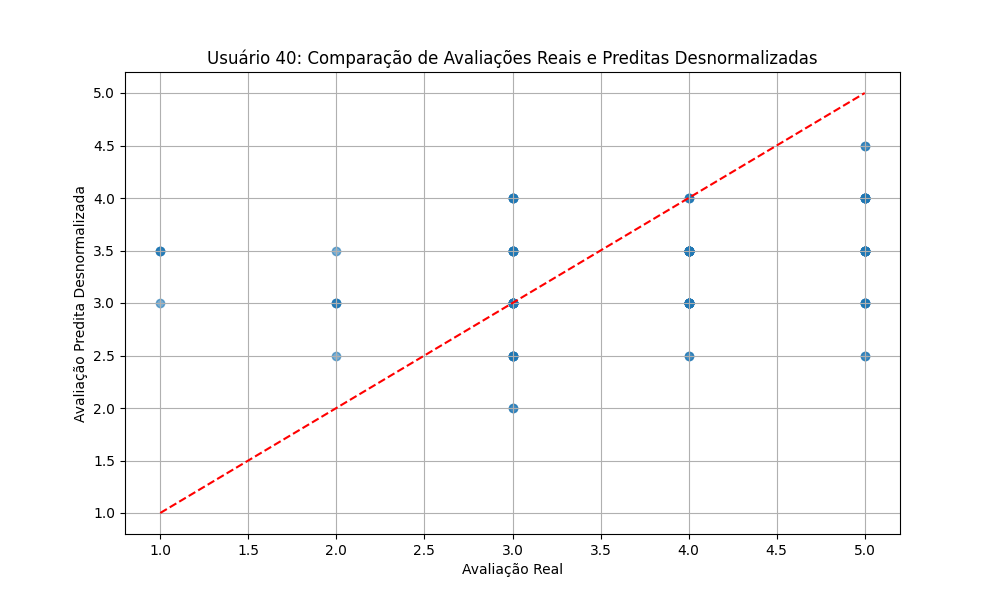 Usuário 40: Comparação de Avaliações Reais e Preditas Desnormalizadas
Avaliação Predita Desnormalizada
5.0
4.5
4.0
3.5
3.0
2.5
2.0
1.5
1.0
1.0 1.5 2.0 2.5 3.0 3.5 4.0 4.5 5.0
Avaliação Real